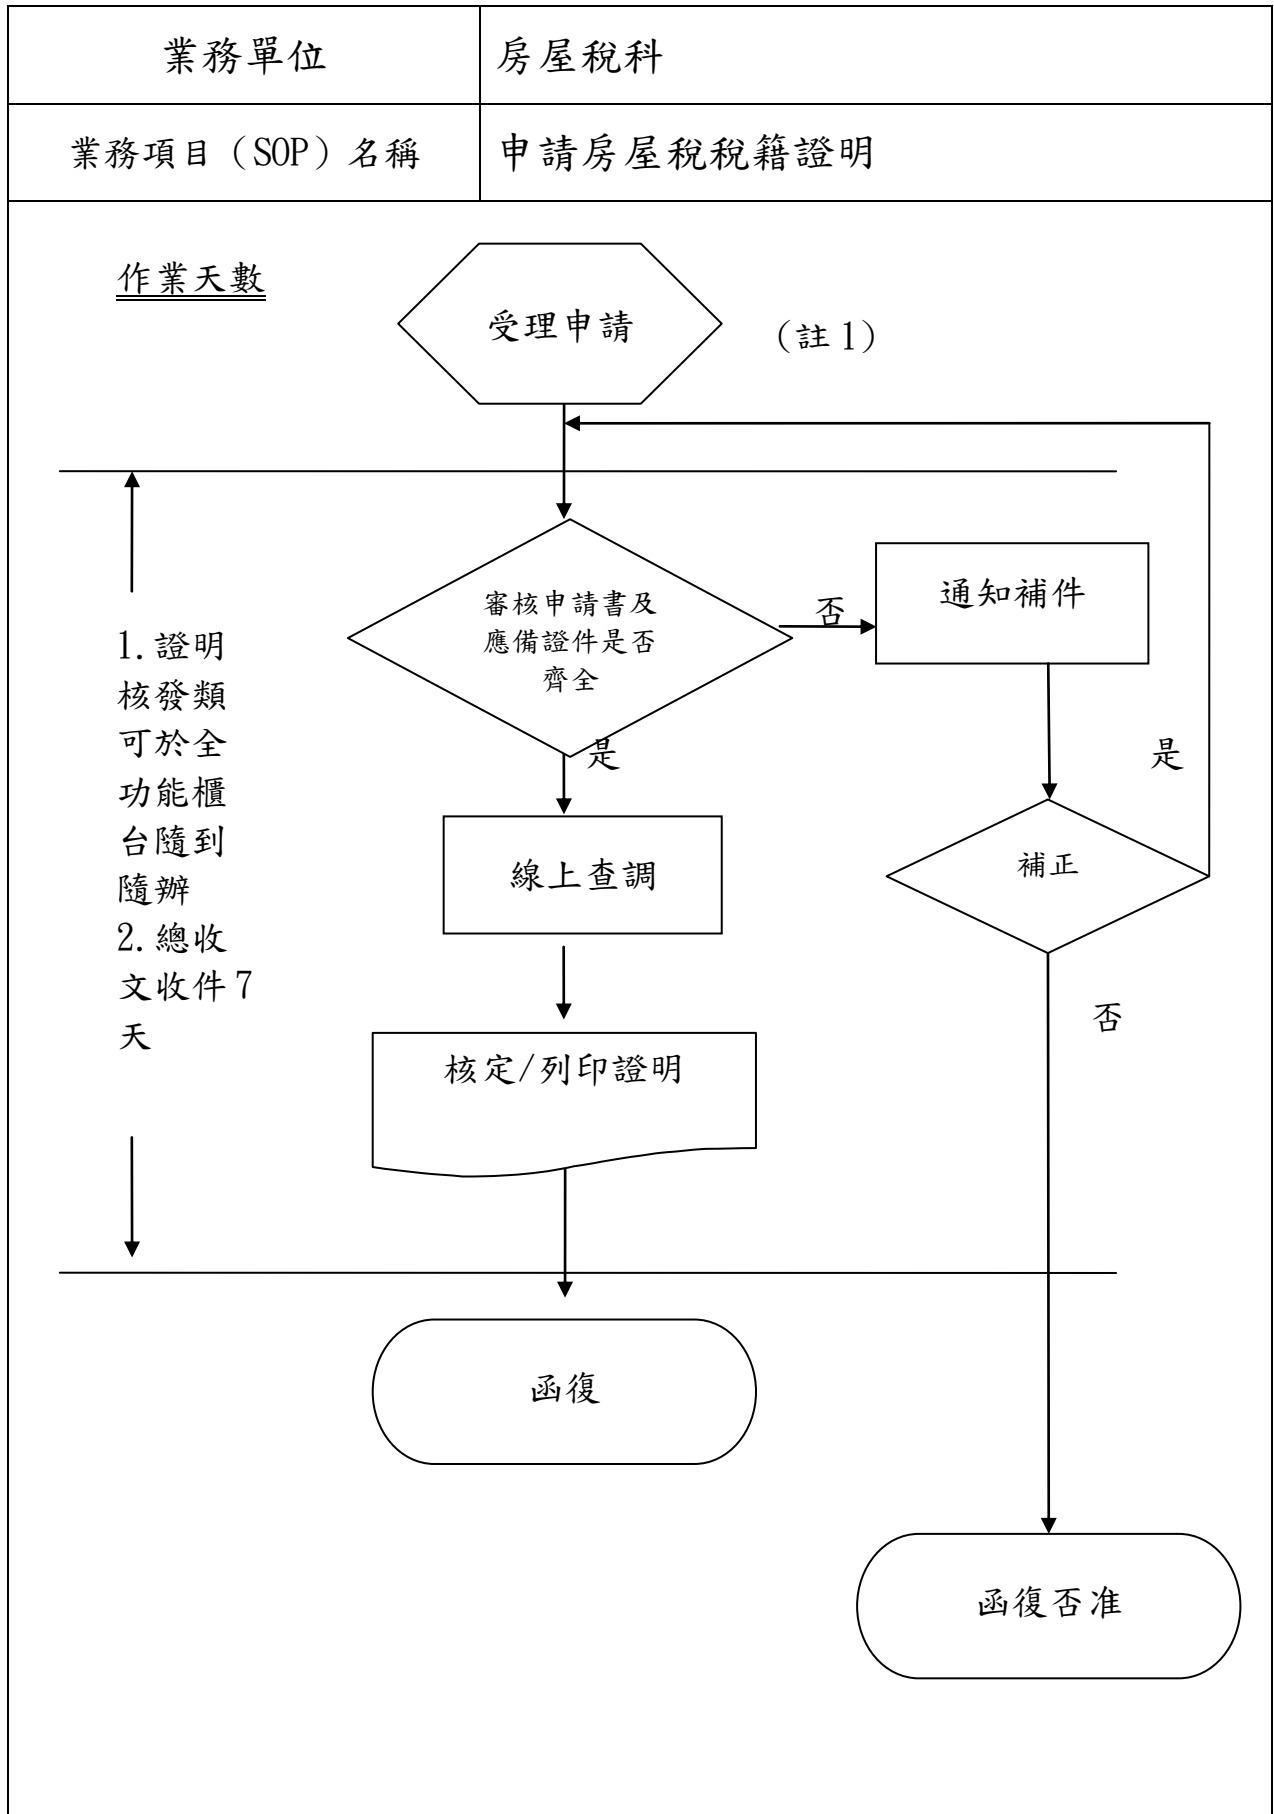 業務單位
房屋稅科
業務項目（SOP）名稱
申請房屋稅稅籍證明
作業天數
受理申請
（註1）
審核申請書及
應備證件是否
齊全
否
通知補件
是
是
補正
否
1.證明
核發類
可於全
功能櫃
台隨到
隨辦
2.總收
文收件7
天
線上查調
核定/列印證明
函復
函復否准